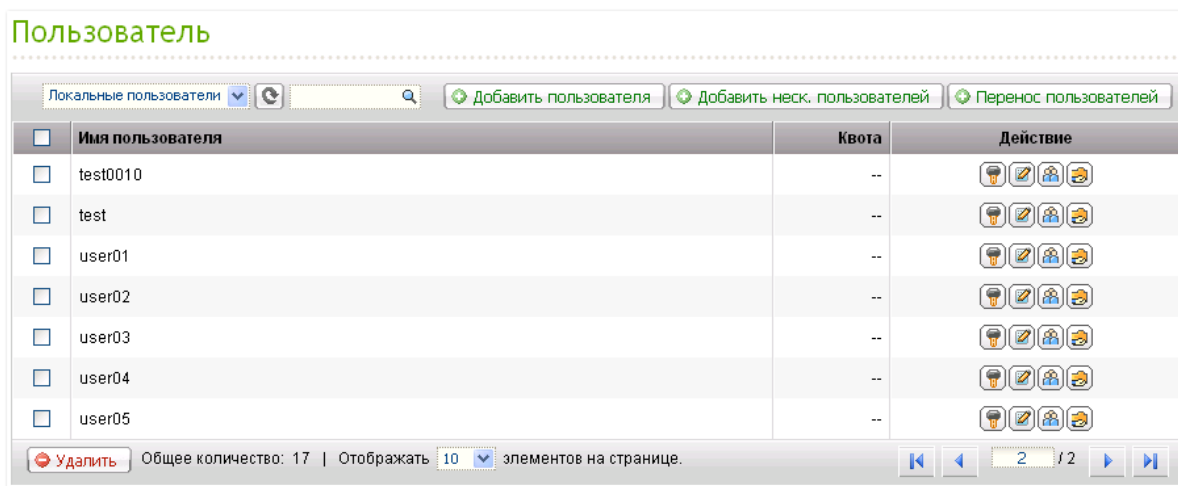 Пользователь
Локальные пользователи Добавить пользователя Добавить неск. пользователей Перенос пользователей
Имя пользователя Квота Действие
test0010 --
test --
user01 --
user02 --
user03 --
user04 --
user05 --
Удалить Общее количество: 17 | Отображать 10 элементов на странице. 2 / 2